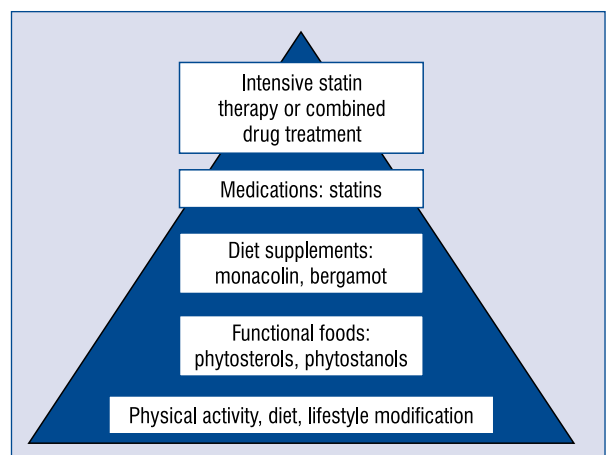 Intensive statin
therapy or combined
drug treatment
Medications: statins
Diet supplements:
monacolin, bergamot
Functional foods:
phytosterols, phytostanols
Physical activity, diet, lifestyle modification